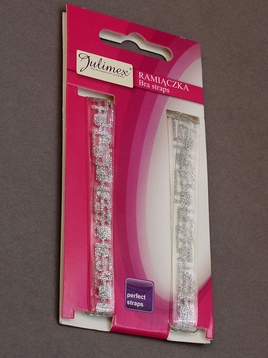 Julimex
RAMIĄCZKA
Bra straps
perfect
straps